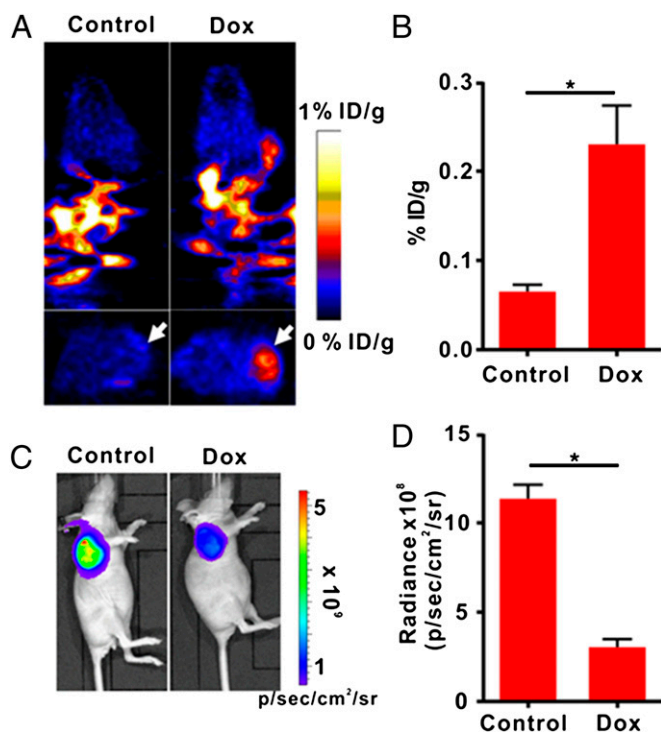 A
Control Dox
1% ID/g
0 % ID/g
B
% ID/g
0.3
0.2
0.1
0.0
*
Control Dox
C
Control Dox
5
x 10⁹
1
p/sec/cm²/sr
D
Radiance x10⁸
(p/sec/cm²/sr)
15
10
5
0
*
Control Dox